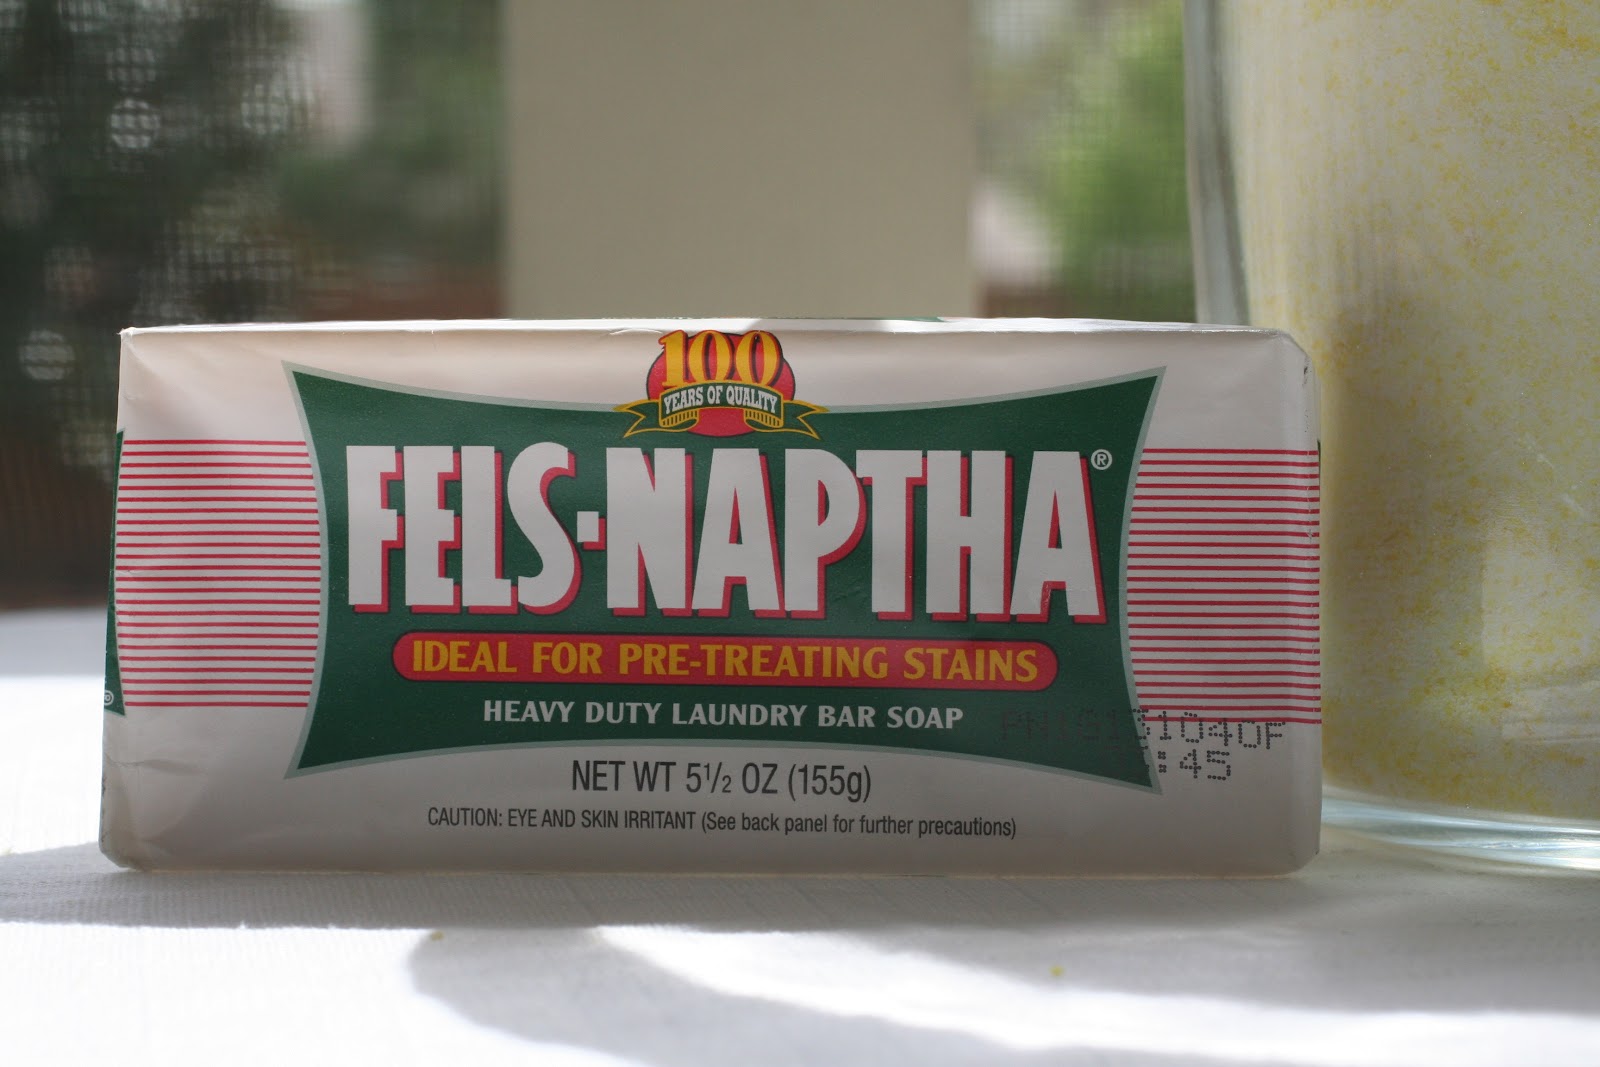 100
YEARS OF QUALITY
FELS-NAPTHA®
IDEAL FOR PRE-TREATING STAINS
HEAVY DUTY LAUNDRY BAR SOAP
NET WT 5½ OZ (155g)
CAUTION: EYE AND SKIN IRRITANT (See back panel for further precautions)
:45
®